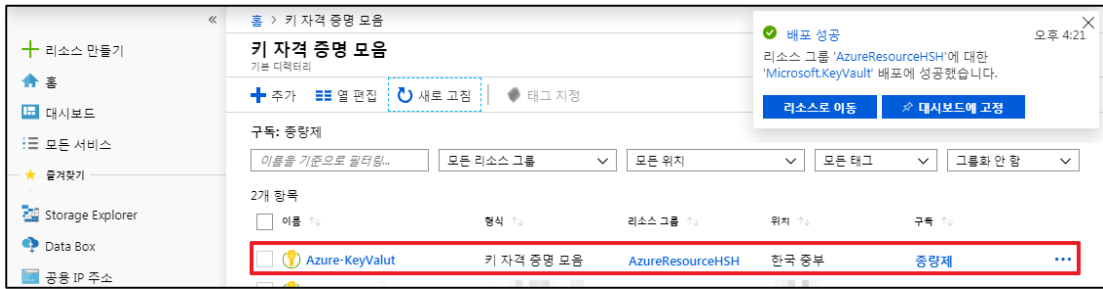 «
홈 > 키 자격 증명 모음
리소스 만들기
홈
대시보드
모든 서비스
즐겨찾기
Storage Explorer
Data Box
공용 IP 주소
키 자격 증명 모음
기본 디렉터리
추가 열 편집 새로 고침 태그 지정
구독: 종량제
이름을 기준으로 필터링... 모든 리소스 그룹 모든 위치 모든 태그 그룹화 안 함
2개 항목
이름 형식 리소스 그룹 위치 구독
Azure-KeyValut 키 자격 증명 모음 AzureResourceHSH 한국 중부 종량제 ...
배포 성공 오후 4:21
리소스 그룹 'AzureResourceHSH'에 대한
'Microsoft.KeyVault' 배포에 성공했습니다.
리소스로 이동 대시보드에 고정